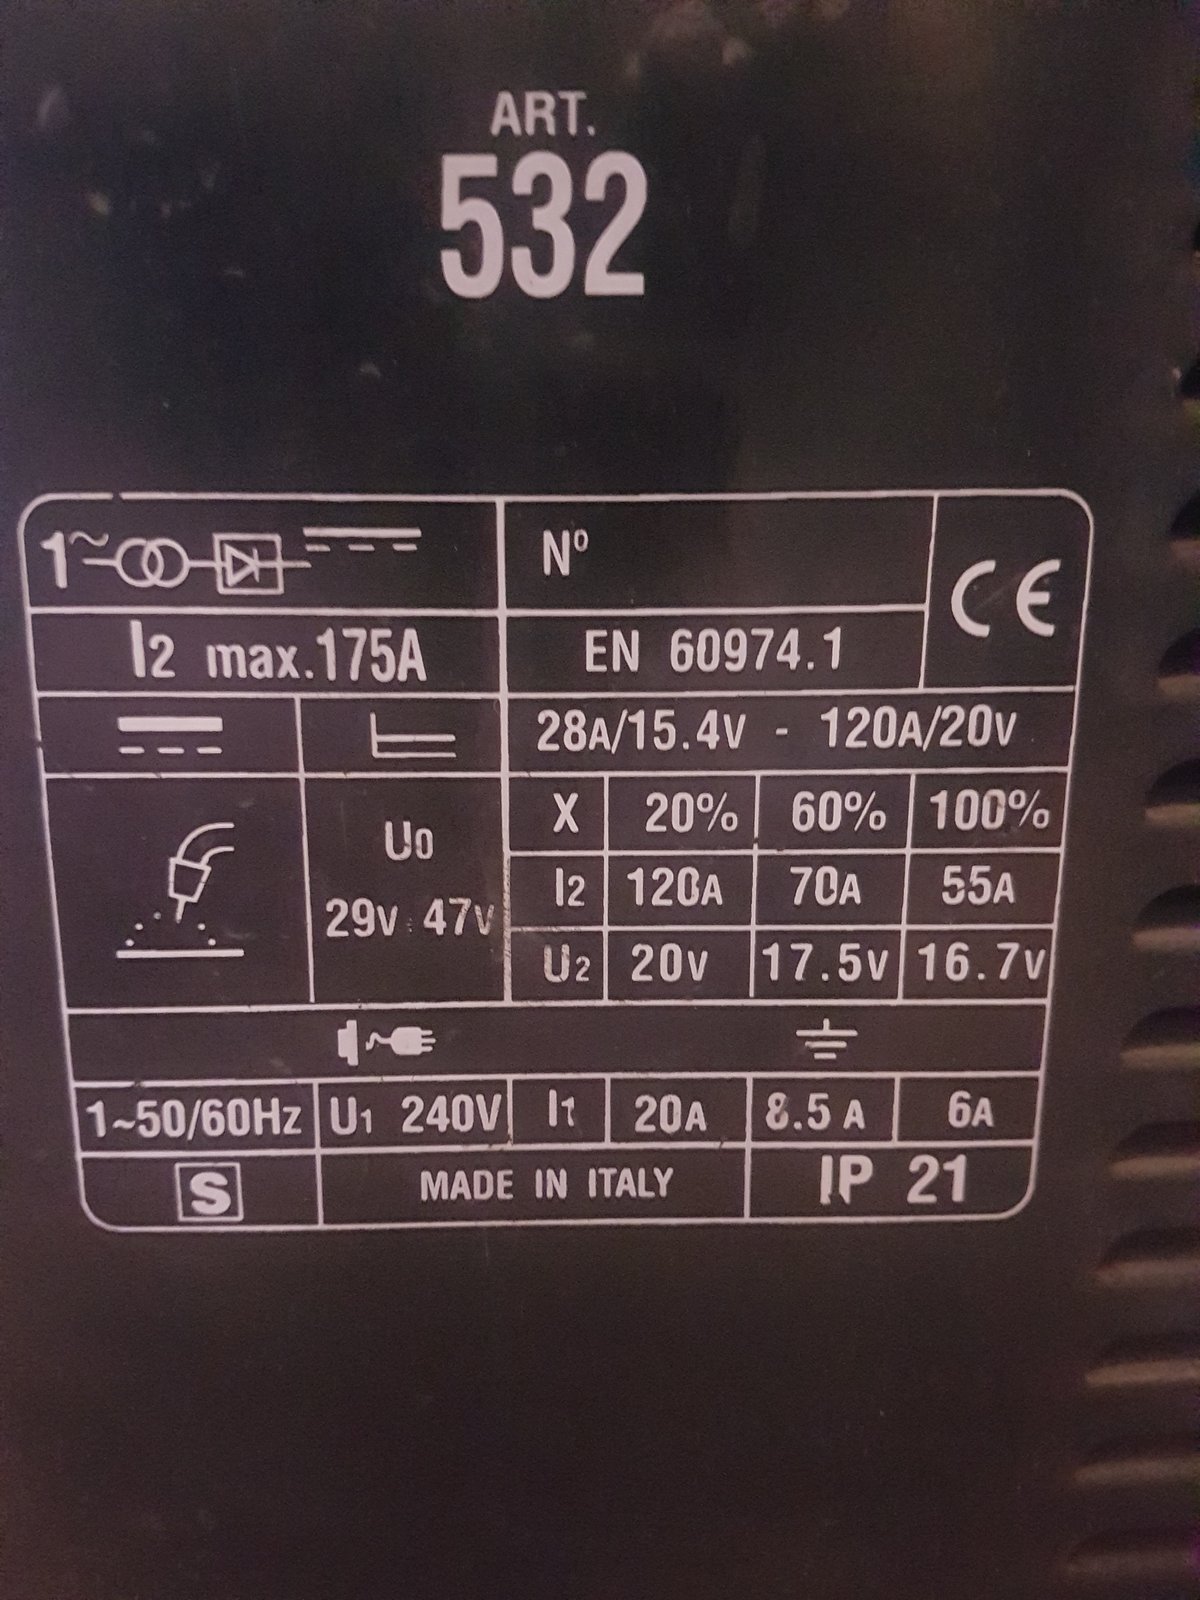 ART.
532
1~ Nº CE
I2 max.175A EN 60974.1
28A/15.4V - 120A/20V
X 20% 60% 100%
U0 I2 120A 70A 55A
29V 47V U2 20V 17.5V 16.7V
1~50/60Hz U1 240V I1 20A 8.5A 6A
S MADE IN ITALY IP 21